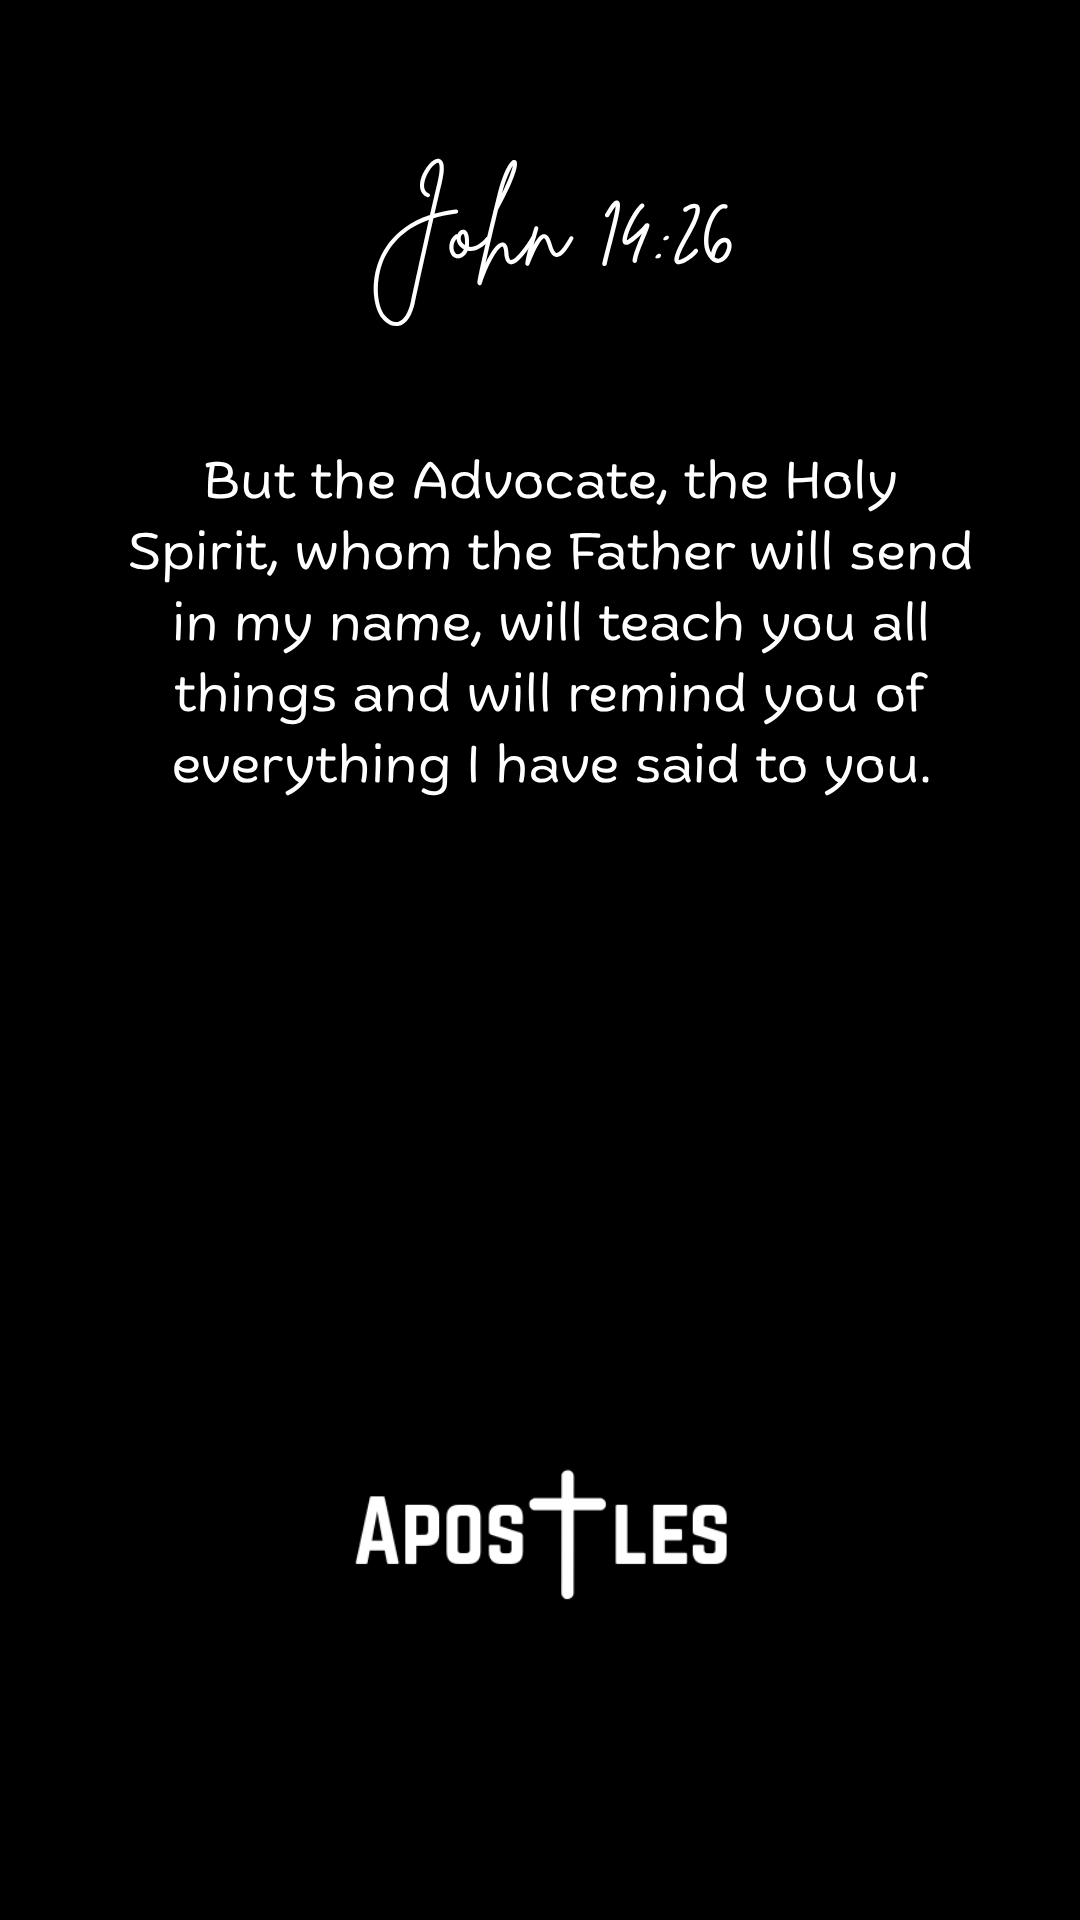 John 14:26
But the Advocate, the Holy
Spirit, whom the Father will send
in my name, will teach you all
things and will remind you of
everything I have said to you.
APOSTLES